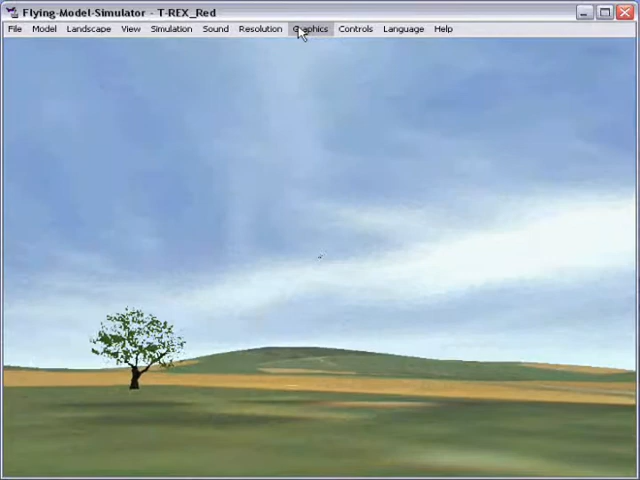 Flying-Model-Simulator - T-REX_Red
File Model Landscape View Simulation Sound Resolution Graphics Controls Language Help